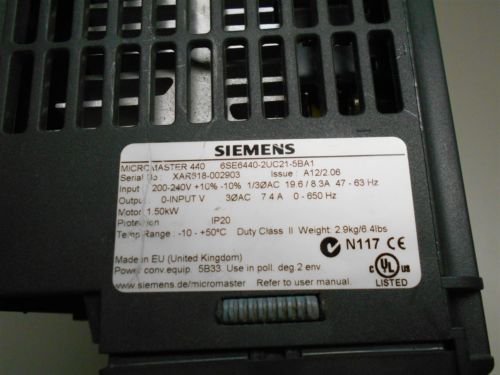 SIEMENS
MICROMASTER 440 6SE6440-2UC21-5BA1
Serial No : XAR618-002903 Issue : A12/2.06
Input 200-240V +10% -10% 1/3ØAC 19.6 / 8.3A 47 - 63 Hz
Output 0-INPUT V 3ØAC 7.4 A 0 - 650 Hz
Motor 1.50kW
Protection IP20
Temp Range : -10 - +50°C Duty Class II Weight: 2.9kg/6.4lbs
N117 CE
Made in EU (United Kingdom)
Power conv.equip. 5B33. Use in poll. deg.2 env.
www.siemens.de/micromaster Refer to user manual.
C UL US
LISTED